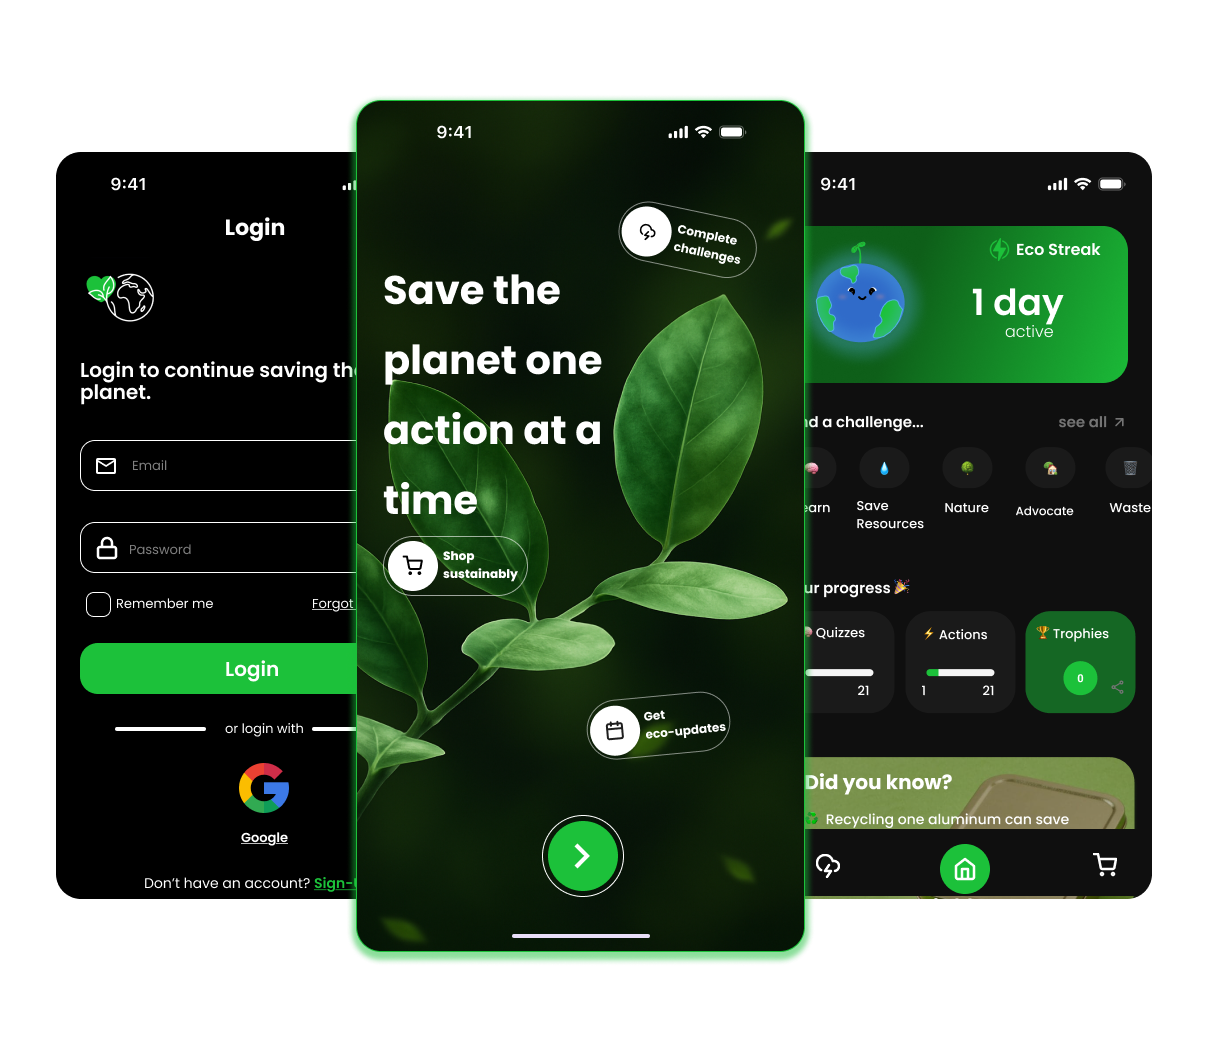 9:41
Login
Login to continue saving the
planet.
Email
Password
Remember me
Forgot
Login
or login with
Google
Don't have an account? Sign-
9:41
Complete
challenges
Save the
planet one
action at a
time
Shop
sustainably
Get
eco-updates
9:41
Eco Streak
1 day
active
a challenge...
see all
Save
Resources
Nature
Advocate
Waste
progress
Quizzes
21
Actions
1
21
Trophies
0
Did you know?
Recycling one aluminum can save